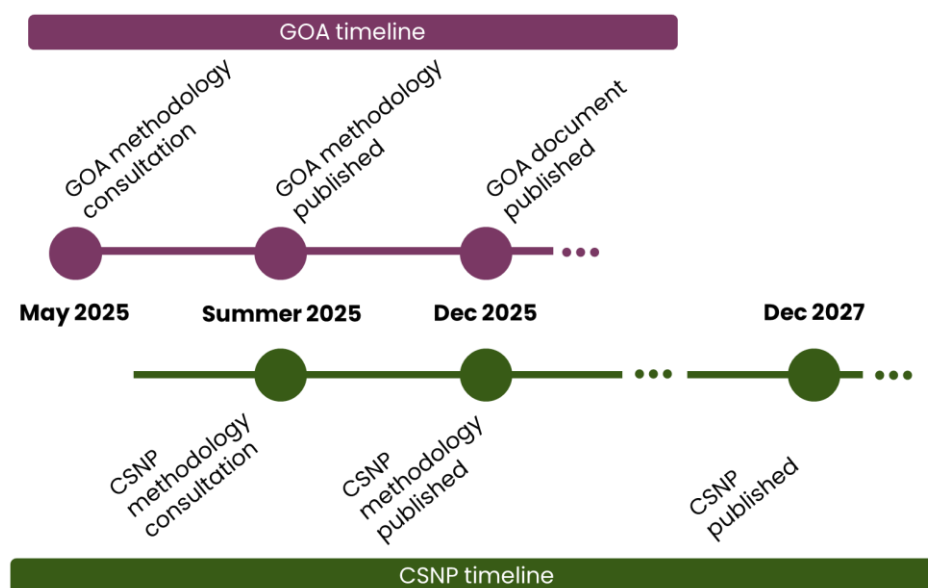 GOA timeline
GOA methodology
consultation
GOA methodology
published
GOA document
published
May 2025
Summer 2025
Dec 2025
Dec 2027
CSNP
methodology
consultation
CSNP
methodology
published
CSNP
published
CSNP timeline